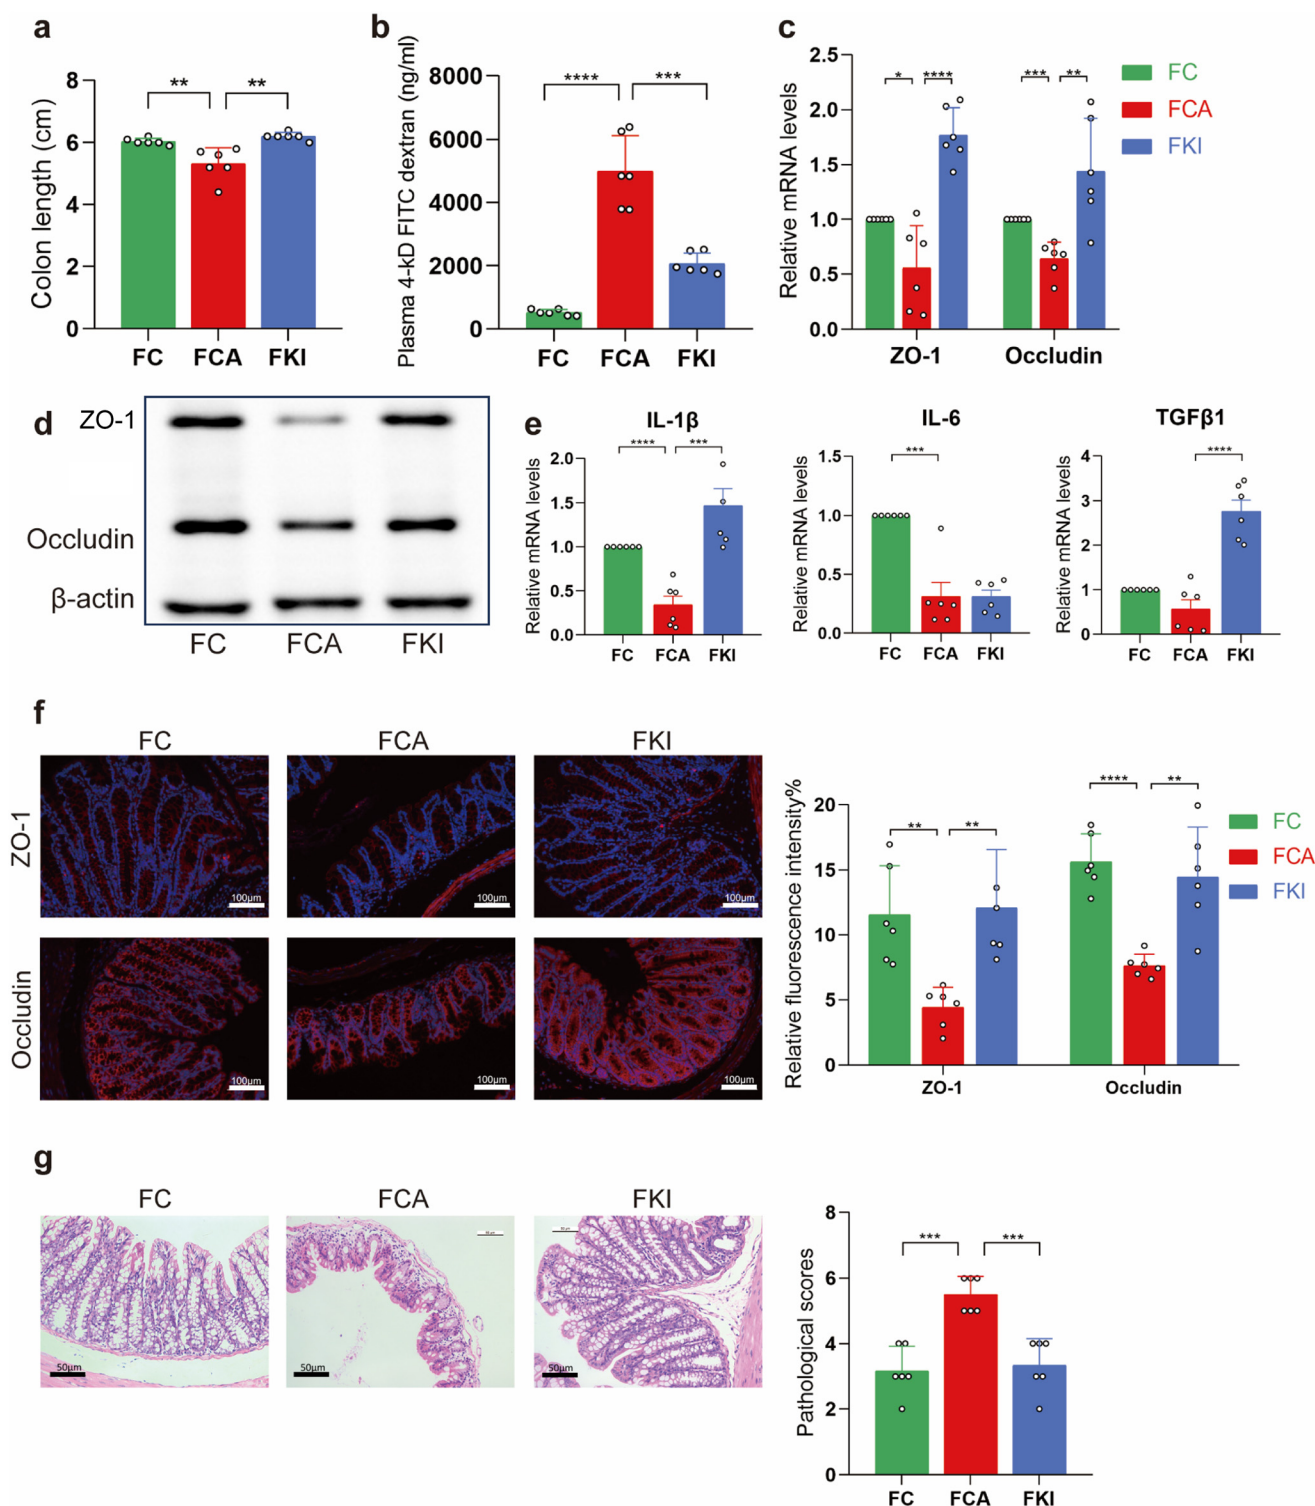 a
Colon length (cm)
8
6
4
2
0
** **
FC FCA FKI
b
Plasma 4-kD FITC dextran (ng/ml)
8000
6000
4000
2000
0
**** ***
FC FCA FKI
c
Relative mRNA levels
2.5
2.0
1.5
1.0
0.5
0.0
* **** *** **
ZO-1 Occludin
FC
FCA
FKI
d
ZO-1
Occludin
β-actin
FC FCA FKI
e
IL-1β
Relative mRNA levels
2.0
1.5
1.0
0.5
0.0
**** ***
FC FCA FKI
IL-6
Relative mRNA levels
1.5
1.0
0.5
0.0
***
FC FCA FKI
TGFβ1
Relative mRNA levels
4
3
2
1
0
****
FC FCA FKI
f
FC FCA FKI
ZO-1
100μm 100μm 100μm
Occludin
100μm 100μm 100μm
Relative fluorescence intensity%
20
15
10
5
0
** ** **** **
ZO-1 Occludin
FC
FCA
FKI
g
FC FCA FKI
50μm 50μm 50μm
Pathological scores
8
6
4
2
0
*** ***
FC FCA FKI